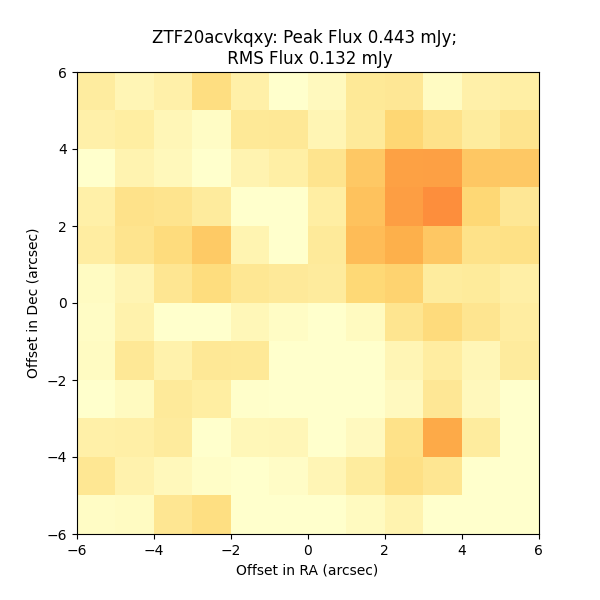 ZTF20acvkqxy: Peak Flux 0.443 mJy;
RMS Flux 0.132 mJy
6
4
2
0
−2
−4
−6
Offset in Dec (arcsec)
−6 −4 −2 0 2 4 6
Offset in RA (arcsec)